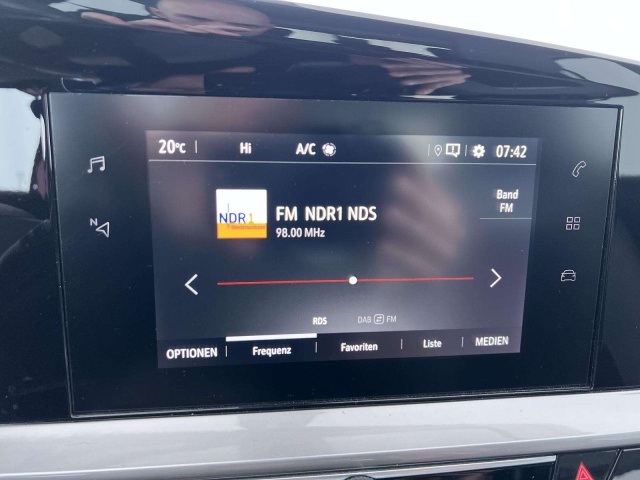 20°C Hi A/C 07:42
N
NDR1
FM NDR1 NDS
98.00 MHz
Band
FM
RDS DAB FM
OPTIONEN Frequenz Favoriten Liste MEDIEN